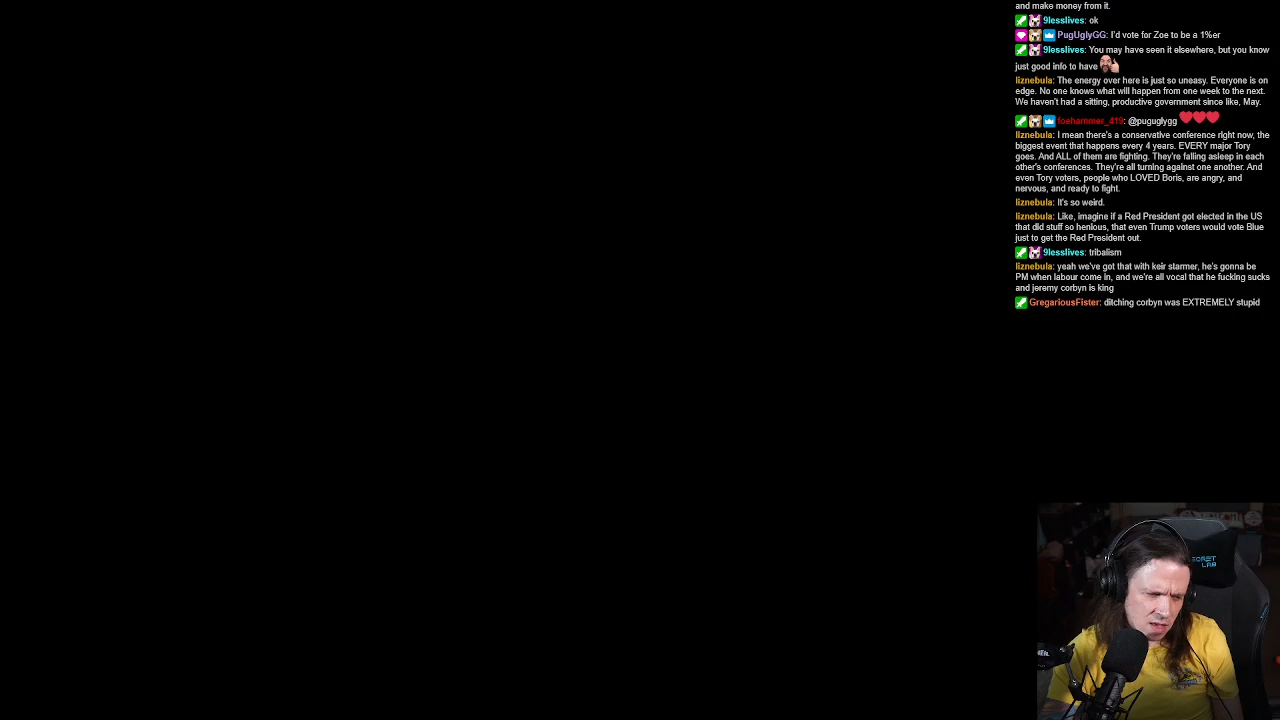 and make money from it.
9lesslives: ok
PugUglyGG: I'd vote for Zoe to be a 1%er
9lesslives: You may have seen it elsewhere, but you know
just good info to have
liznebula: The energy over here is just so uneasy. Everyone is on
edge. No one knows what will happen from one week to the next.
We haven't had a sitting, productive government since like, May.
foehammer_419: @puguglygg
liznebula: I mean there's a conservative conference right now, the
biggest event that happens every 4 years. EVERY major Tory
goes. And ALL of them are fighting. They're falling asleep in each
other's conferences. They're all turning against one another. And
even Tory voters, people who LOVED Boris, are angry, and
nervous, and ready to fight.
liznebula: It's so weird.
liznebula: Like, imagine if a Red President got elected in the US
that did stuff so henious, that even Trump voters would vote Blue
just to get the Red President out.
9lesslives: tribalism
liznebula: yeah we've got that with keir starmer, he's gonna be
PM when labour come in, and we're all vocal that he fucking sucks
and jeremy corbyn is king
GregariousFister: ditching corbyn was EXTREMELY stupid
SECRET
LAB